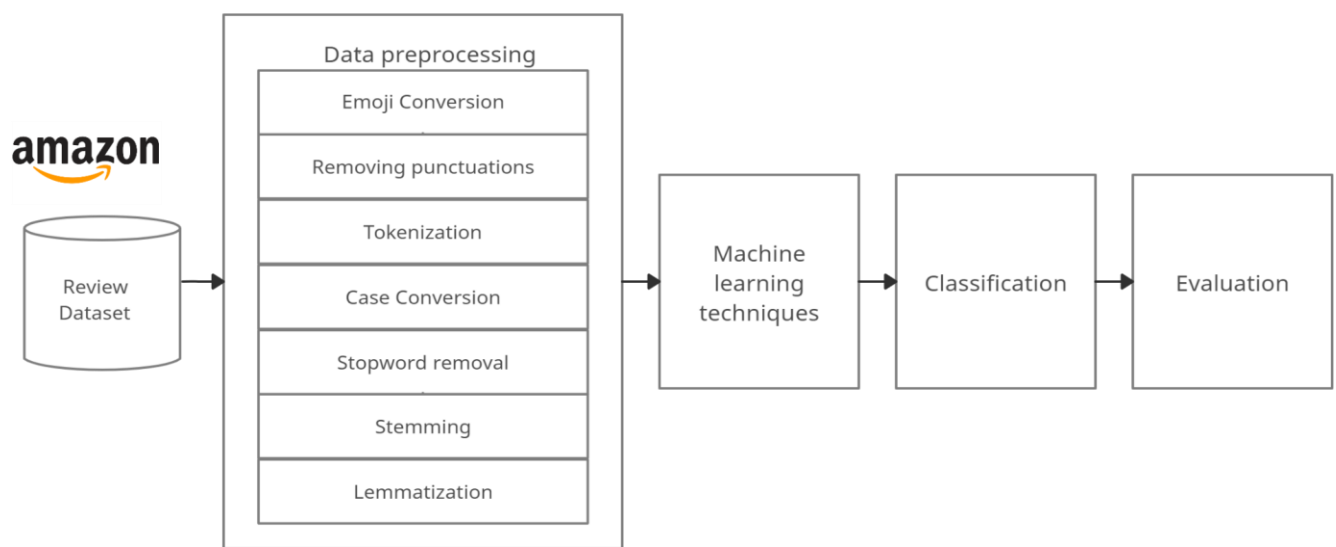 amazon
Review
Dataset
Data preprocessing
Emoji Conversion
Removing punctuations
Tokenization
Case Conversion
Stopword removal
Stemming
Lemmatization
Machine
learning
techniques
Classification
Evaluation